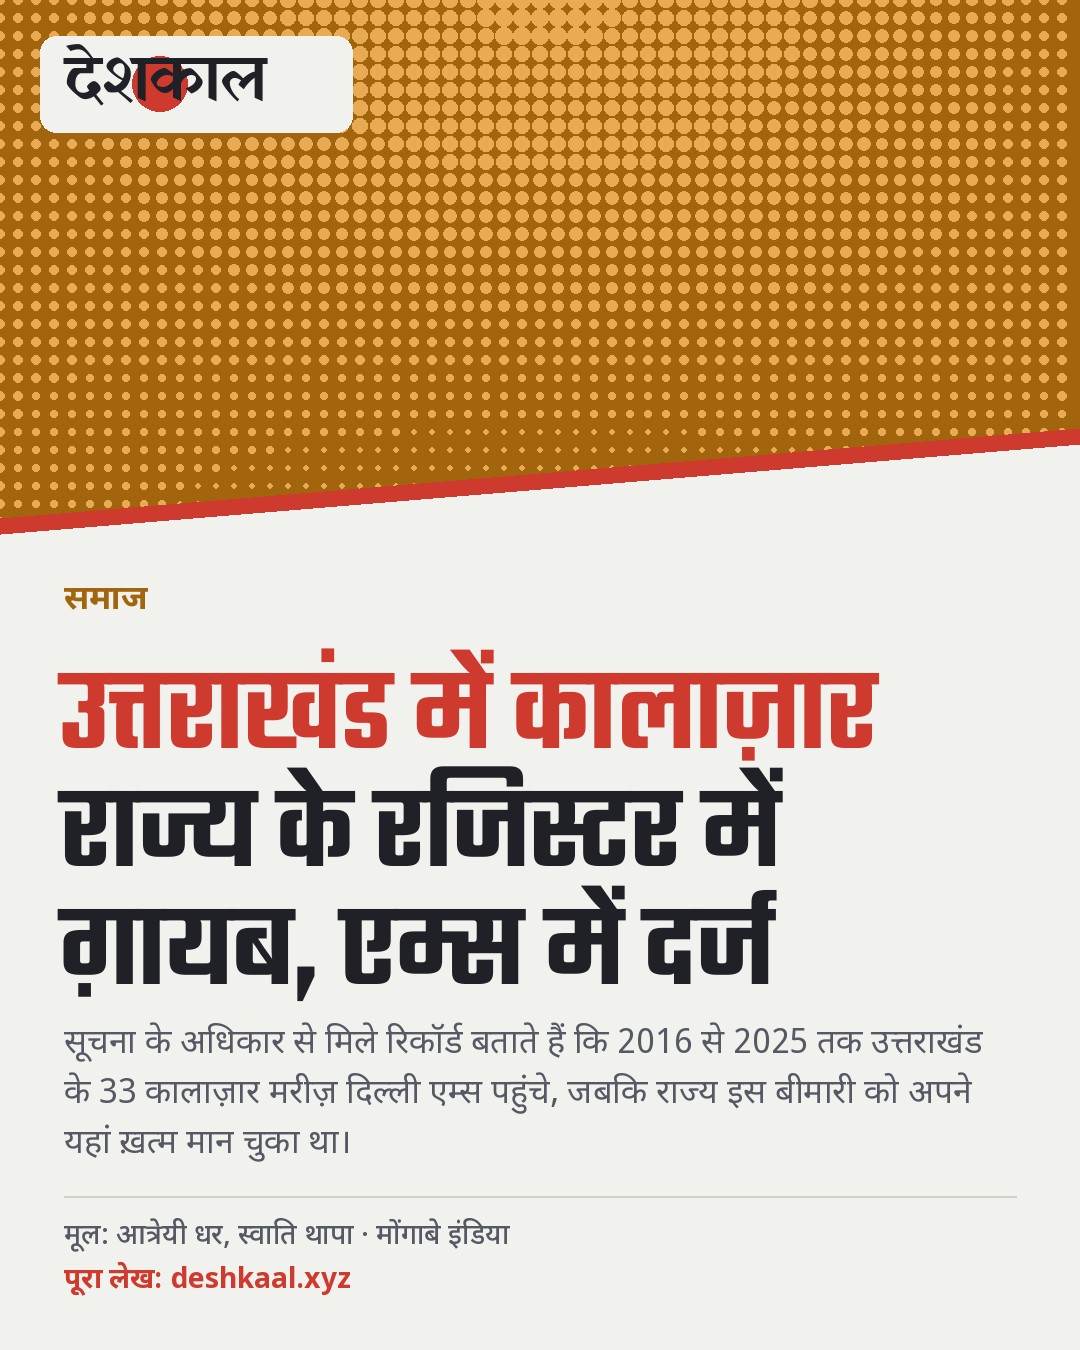 देशकाल
समाज
उत्तराखंड में कालाज़ार
राज्य के रजिस्टर में
ग़ायब, एम्स में दर्ज
सूचना के अधिकार से मिले रिकॉर्ड बताते हैं कि 2016 से 2025 तक उत्तराखंड
के 33 कालाज़ार मरीज़ दिल्ली एम्स पहुंचे, जबकि राज्य इस बीमारी को अपने
यहां ख़त्म मान चुका था।
मूल: आत्रेयी धर, स्वाति थापा · मोंगाबे इंडिया
पूरा लेख: deshkaal.xyz